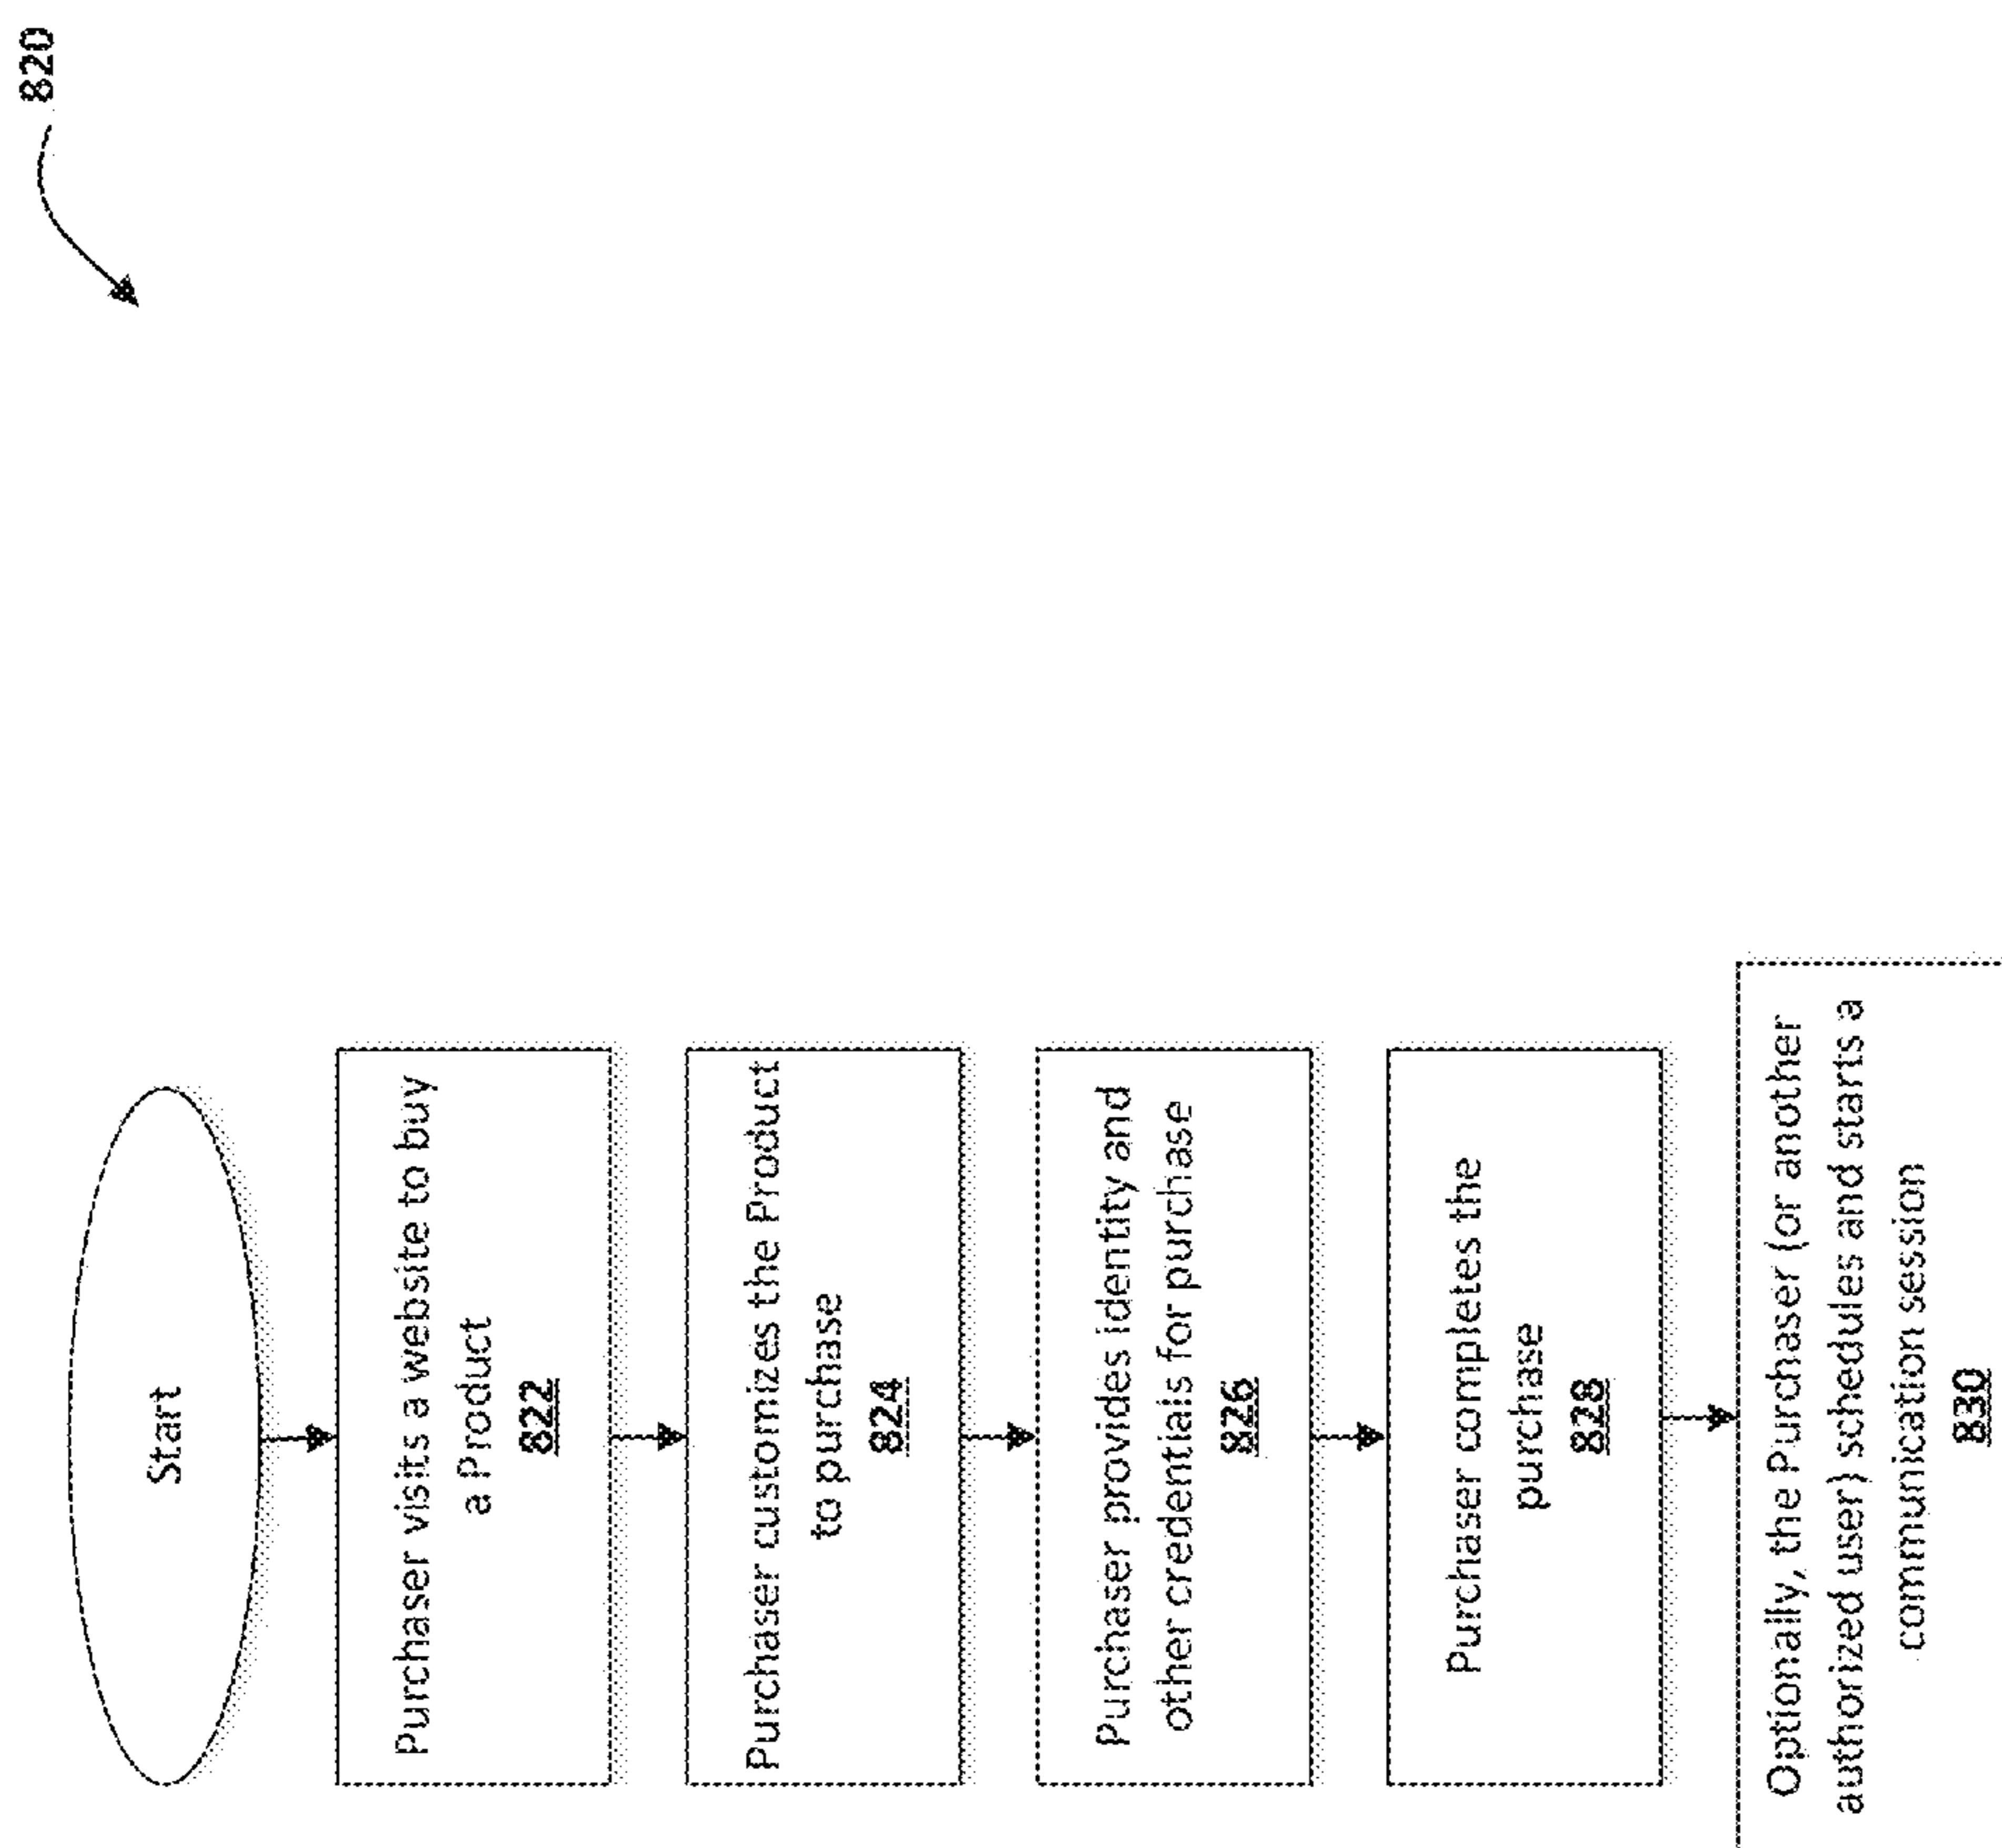 820
Start
Purchaser visits a website to buy
a Product
822
Purchaser customizes the Product
to purchase
824
Purchaser provides identity and
other credentials for purchase
826
Purchaser completes the
purchase
828
Optionally, the Purchaser (or another
authorized user) schedules and starts a
communication session
830